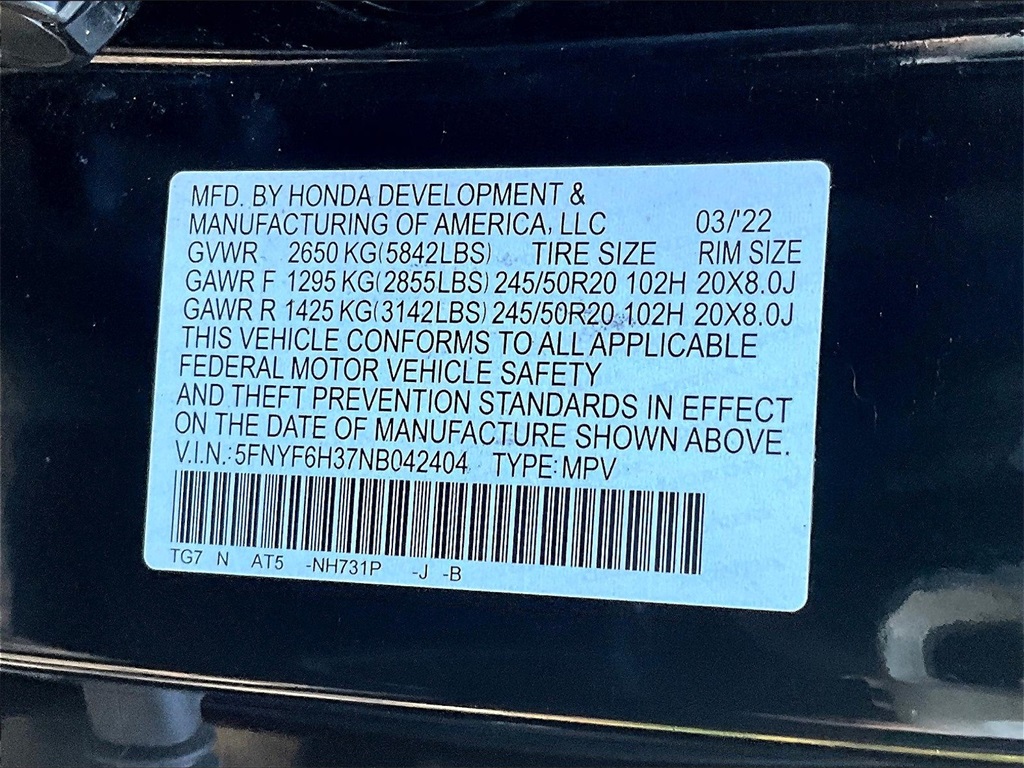 MFD. BY HONDA DEVELOPMENT &
MANUFACTURING OF AMERICA, LLC 03/'22
GVWR 2650 KG(5842LBS) TIRE SIZE RIM SIZE
GAWR F 1295 KG(2855LBS) 245/50R20 102H 20X8.0J
GAWR R 1425 KG(3142LBS) 245/50R20 102H 20X8.0J
THIS VEHICLE CONFORMS TO ALL APPLICABLE
FEDERAL MOTOR VEHICLE SAFETY
AND THEFT PREVENTION STANDARDS IN EFFECT
ON THE DATE OF MANUFACTURE SHOWN ABOVE.
V.I.N.:5FNYF6H37NB042404 TYPE:MPV
TG7 N AT5 -NH731P -J -B